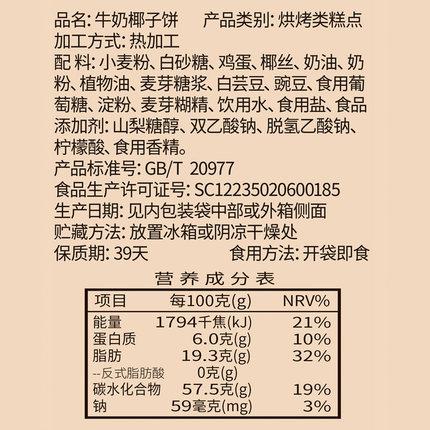 品名: 牛奶椰子饼 产品类别: 烘烤类糕点
加工方式: 热加工
配 料: 小麦粉、白砂糖、鸡蛋、椰丝、奶油、奶
粉、植物油、麦芽糖浆、白芸豆、豌豆、食用葡
萄糖、淀粉、麦芽糊精、饮用水、食用盐、食品
添加剂: 山梨糖醇、双乙酸钠、脱氢乙酸钠、
柠檬酸、食用香精。
产品标准号: GB/T 20977
食品生产许可证号: SC12235020600185
生产日期: 见内包装袋中部或外箱侧面
贮藏方法: 放置冰箱或阴凉干燥处
保质期: 39天 食用方法: 开袋即食
营养成分表
项目 每100克(g) NRV%
能量 1794千焦(kJ) 21%
蛋白质 6.0克(g) 10%
脂肪 19.3克(g) 32%
--反式脂肪酸 0克(g)
碳水化合物 57.5克(g) 19%
钠 59毫克(mg) 3%